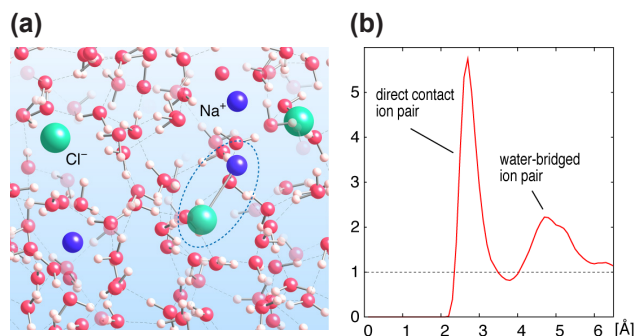 (a)
Na⁺
Cl⁻
(b)
direct contact
ion pair
water-bridged
ion pair
5
4
3
2
1
0
0 1 2 3 4 5 6 [Å]